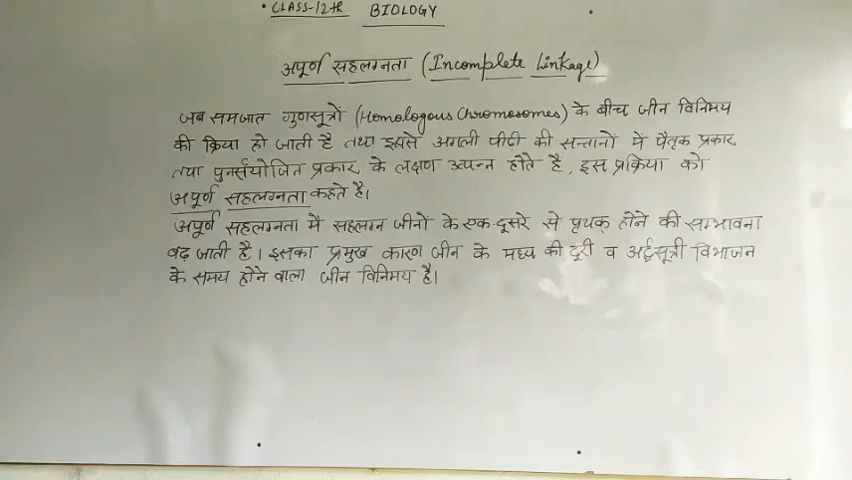 CLASS-12th BIOLOGY
अपूर्ण सहलग्नता (Incomplete Linkage)
जब समजात गुणसूत्रों (Homologous Chromosomes) के बीच जीन विनिमय
की क्रिया हो जाती है तथा इससे अगली पीढी की सन्तानों में पैतृक प्रकार
तथा पुनर्संयोजित प्रकार के लक्षण उत्पन्न होते है, इस प्रक्रिया को
अपूर्ण सहलग्नता कहते है।
अपूर्ण सहलग्नता में सहलग्न जीनों के एक-दूसरे से पृथक् होने की सम्भावना
बढ़ जाती है। इसका प्रमुख कारण जीन के मध्य की दूरी व अर्द्धसूत्री विभाजन
के समय होने वाला जीन विनिमय है।